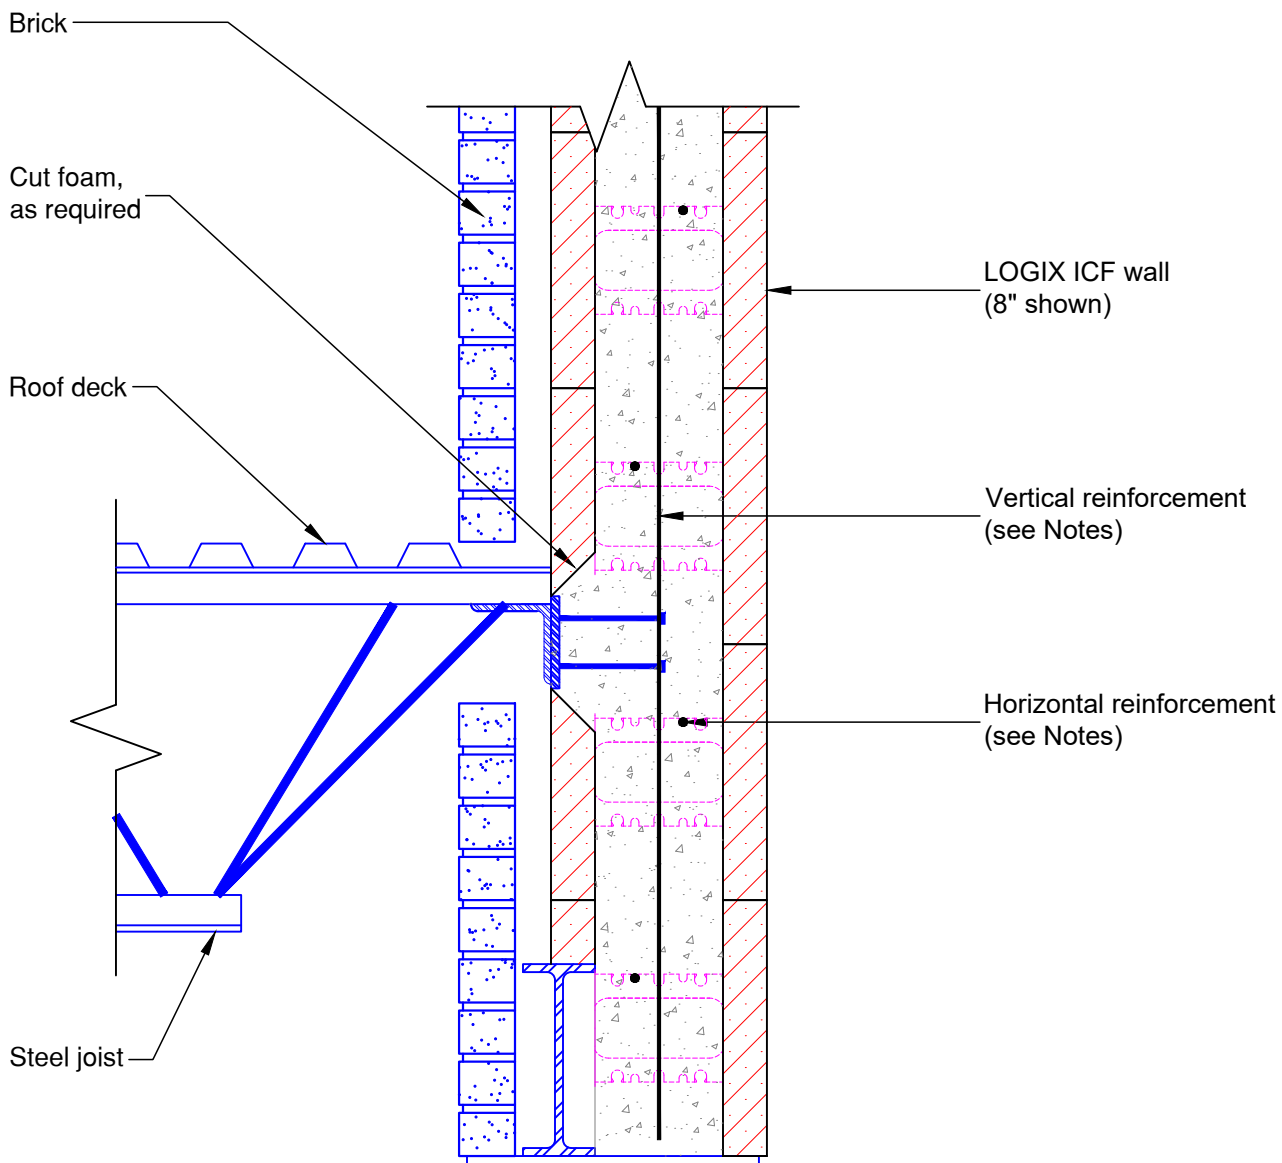 Brick
Cut foam,
as required
Roof deck
Steel joist
LOGIX ICF wall
(8" shown)
Vertical reinforcement
(see Notes)
Horizontal reinforcement
(see Notes)